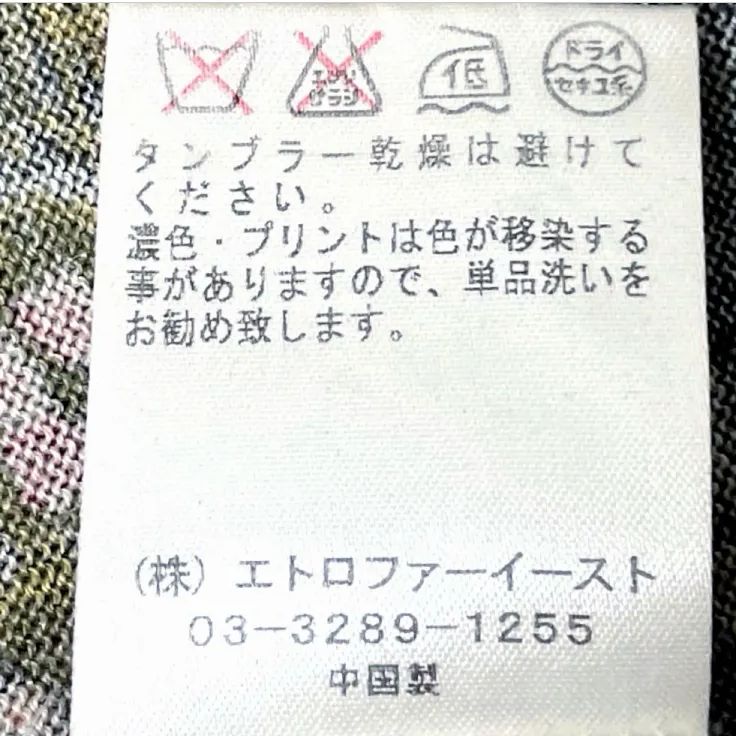 エンソ サラシ 低 ドライ
セキユ系
タンブラー乾燥は避けて
ください。
濃色・プリントは色が移染する
事がありますので、単品洗いを
お勧め致します。
(株) エトロファーイースト
03-3289-1255
中国製